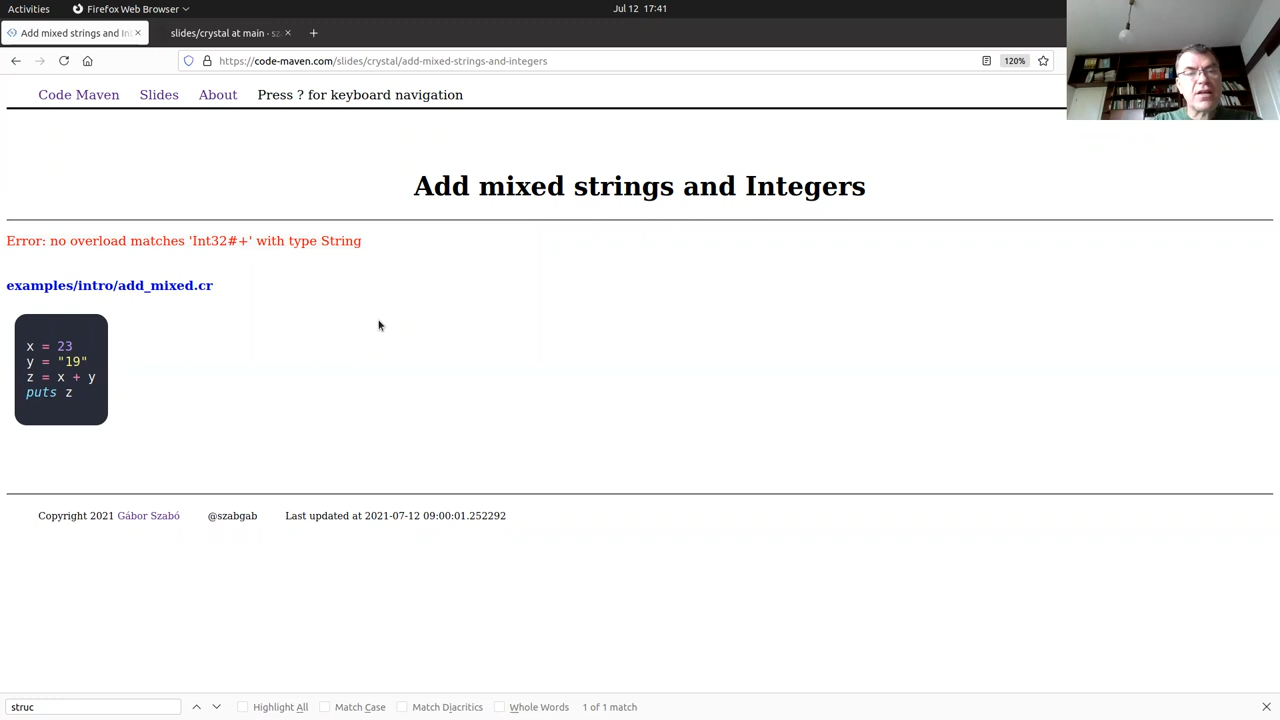 Activities
Firefox Web Browser
Jul 12 17:41
Add mixed strings and In
slides/crystal at main · sz
https://code-maven.com/slides/crystal/add-mixed-strings-and-integers
120%
Code Maven Slides About Press ? for keyboard navigation
Add mixed strings and Integers
Error: no overload matches 'Int32#+' with type String
examples/intro/add_mixed.cr
x = 23
y = "19"
z = x + y
puts z
Copyright 2021 Gábor Szabó @szabgab Last updated at 2021-07-12 09:00:01.252292
struc
Highlight All Match Case Match Diacritics Whole Words 1 of 1 match